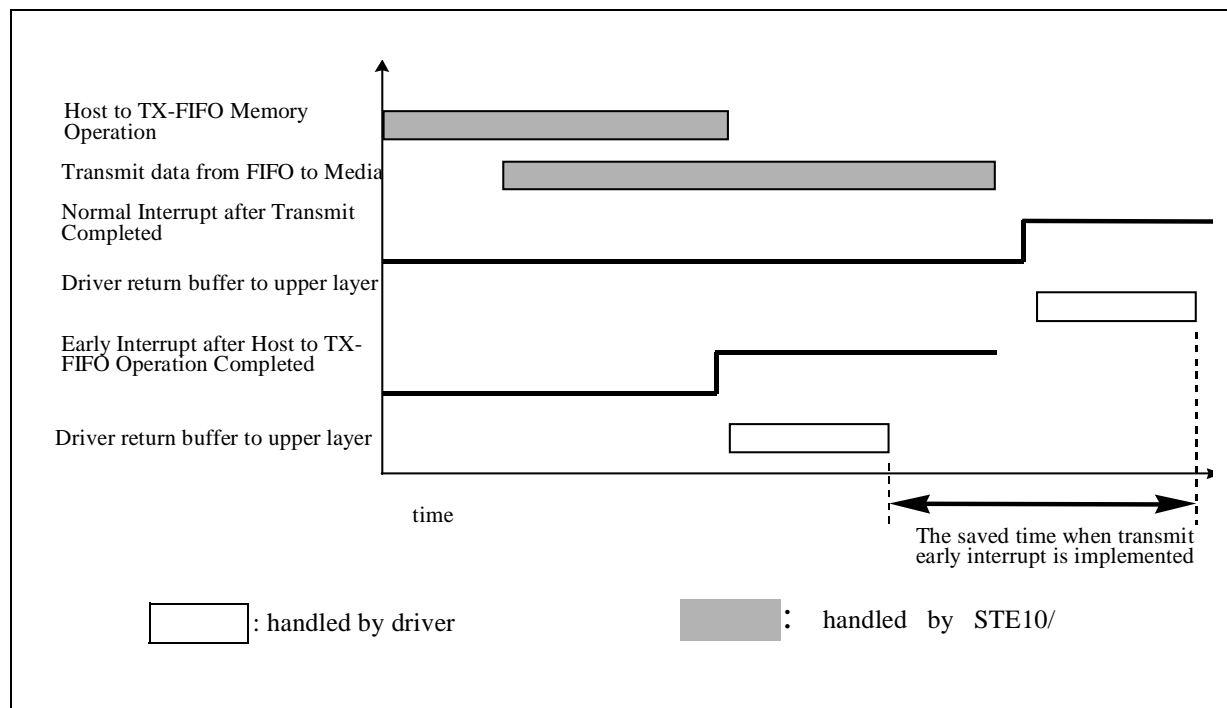 Host to TX-FIFO Memory
Operation
Transmit data from FIFO to Media
Normal Interrupt after Transmit
Completed
Driver return buffer to upper layer
Early Interrupt after Host to TX-
FIFO Operation Completed
Driver return buffer to upper layer
time
The saved time when transmit
early interrupt is implemented
: handled by driver
: handled by STE10/